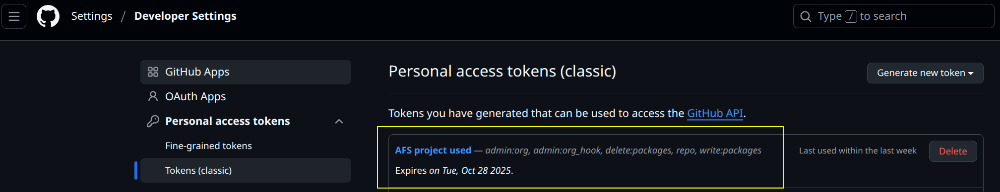 Settings / Developer Settings
Type / to search
GitHub Apps
OAuth Apps
Personal access tokens
Fine-grained tokens
Tokens (classic)
Personal access tokens (classic)
Generate new token
Tokens you have generated that can be used to access the GitHub API.
AFS project used — admin:org, admin:org_hook, delete:packages, repo, write:packages
Last used within the last week
Delete
Expires on Tue, Oct 28 2025.